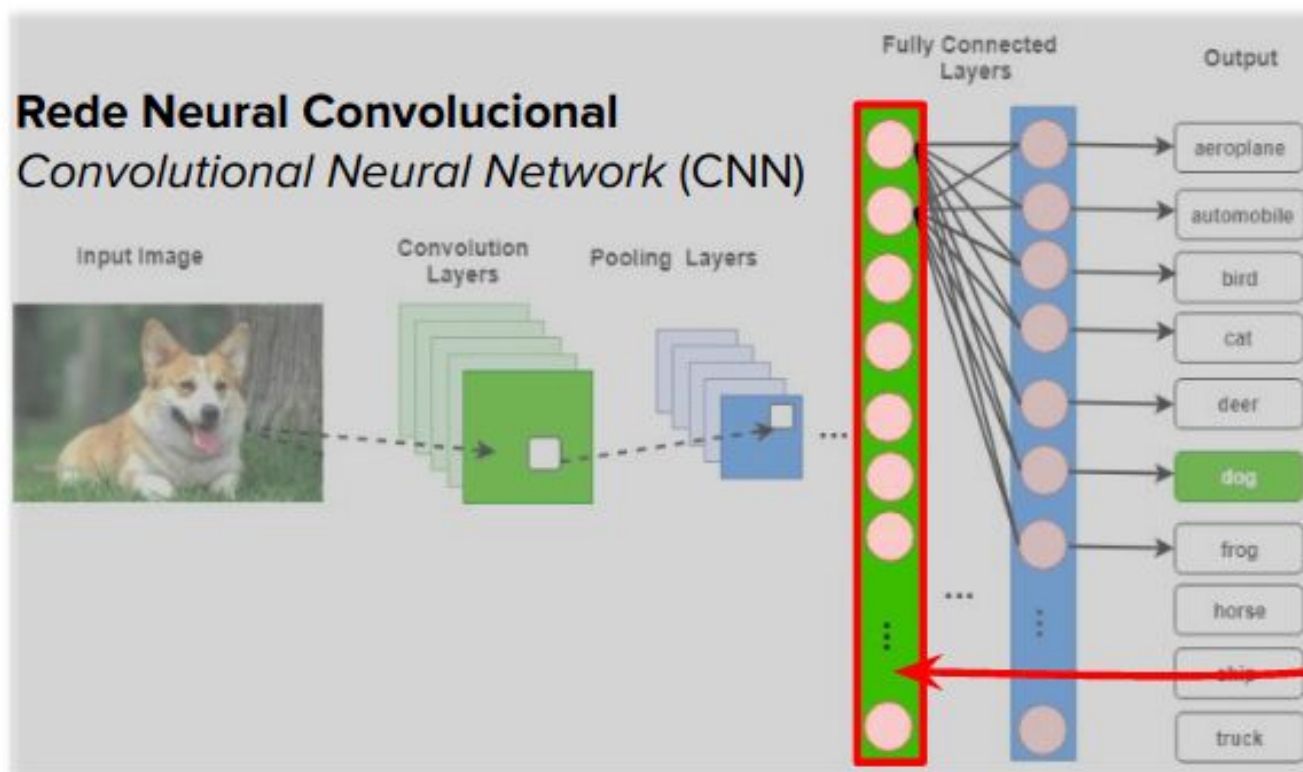 Fully Connected
Layers
Output
Rede Neural Convolucional
Convolutional Neural Network (CNN)
Input Image
Convolution
Layers
Pooling Layers
aeroplane
automobile
bird
cat
deer
dog
frog
horse
ship
truck